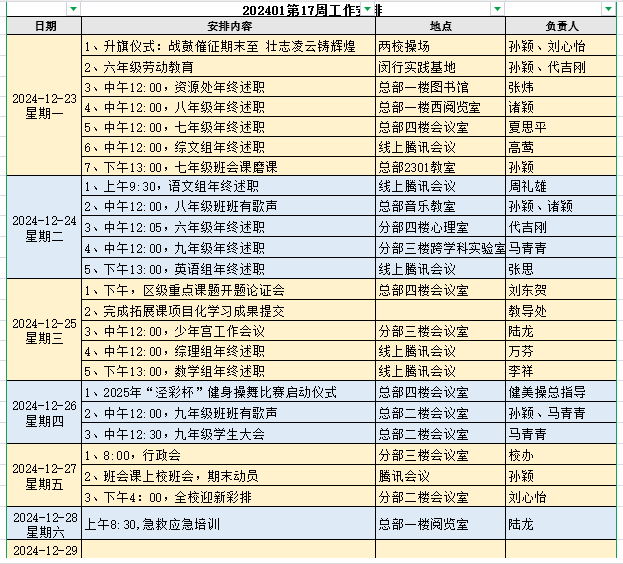 202401第17周工作安排
日期 安排内容 地点 负责人
2024-12-23 星期一
1、升旗仪式: 战鼓催征期末至 壮志凌云铸辉煌 两校操场 孙颖、刘心怡
2、六年级劳动教育 闵行实践基地 孙颖、代吉刚
3、中午12:00, 资源处年终述职 总部一楼图书馆 张炜
4、中午12:00, 八年级年终述职 总部一楼西阅览室 诸颖
5、中午12:00, 七年级年终述职 总部四楼会议室 夏思平
6、中午12:00, 综文组年终述职 线上腾讯会议 高莺
7、下午13:00, 七年级班会课磨课 总部2301教室 孙颖
2024-12-24 星期二
1、上午9:30, 语文组年终述职 线上腾讯会议 周礼雄
2、中午12:00, 八年级班班有歌声 总部音乐教室 孙颖、诸颖
3、中午12:05, 六年级年终述职 分部四楼心理室 代吉刚
4、中午12:00, 九年级年终述职 分部三楼跨学科实验室 马青青
5、下午13:00, 英语组年终述职 线上腾讯会议 张思
2024-12-25 星期三
1、下午, 区级重点课题开题论证会 总部四楼会议室 刘东贺
2、完成拓展课项目化学习成果提交 教导处
3、中午12:00, 少年宫工作会议 分部三楼会议室 陆龙
4、中午12:00, 综理组年终述职 线上腾讯会议 万芬
5、下午13:00, 数学组年终述职 线上腾讯会议 李祥
2024-12-26 星期四
1、2025年“泾彩杯”健身操舞比赛启动仪式 总部四楼会议室 健美操总指导
2、中午12:00, 九年级班班有歌声 总部二楼会议室 孙颖、马青青
3、中午12:30, 九年级学生大会 总部二楼会议室 马青青
2024-12-27 星期五
1、8:00, 行政会 分部三楼会议室 校办
2、班会课上校班会, 期末动员 腾讯会议 孙颖
3、下午4: 00, 全校迎新彩排 分部二楼会议室 刘心怡
2024-12-28 星期六
上午8:30,急救应急培训 总部一楼阅览室 陆龙
2024-12-29